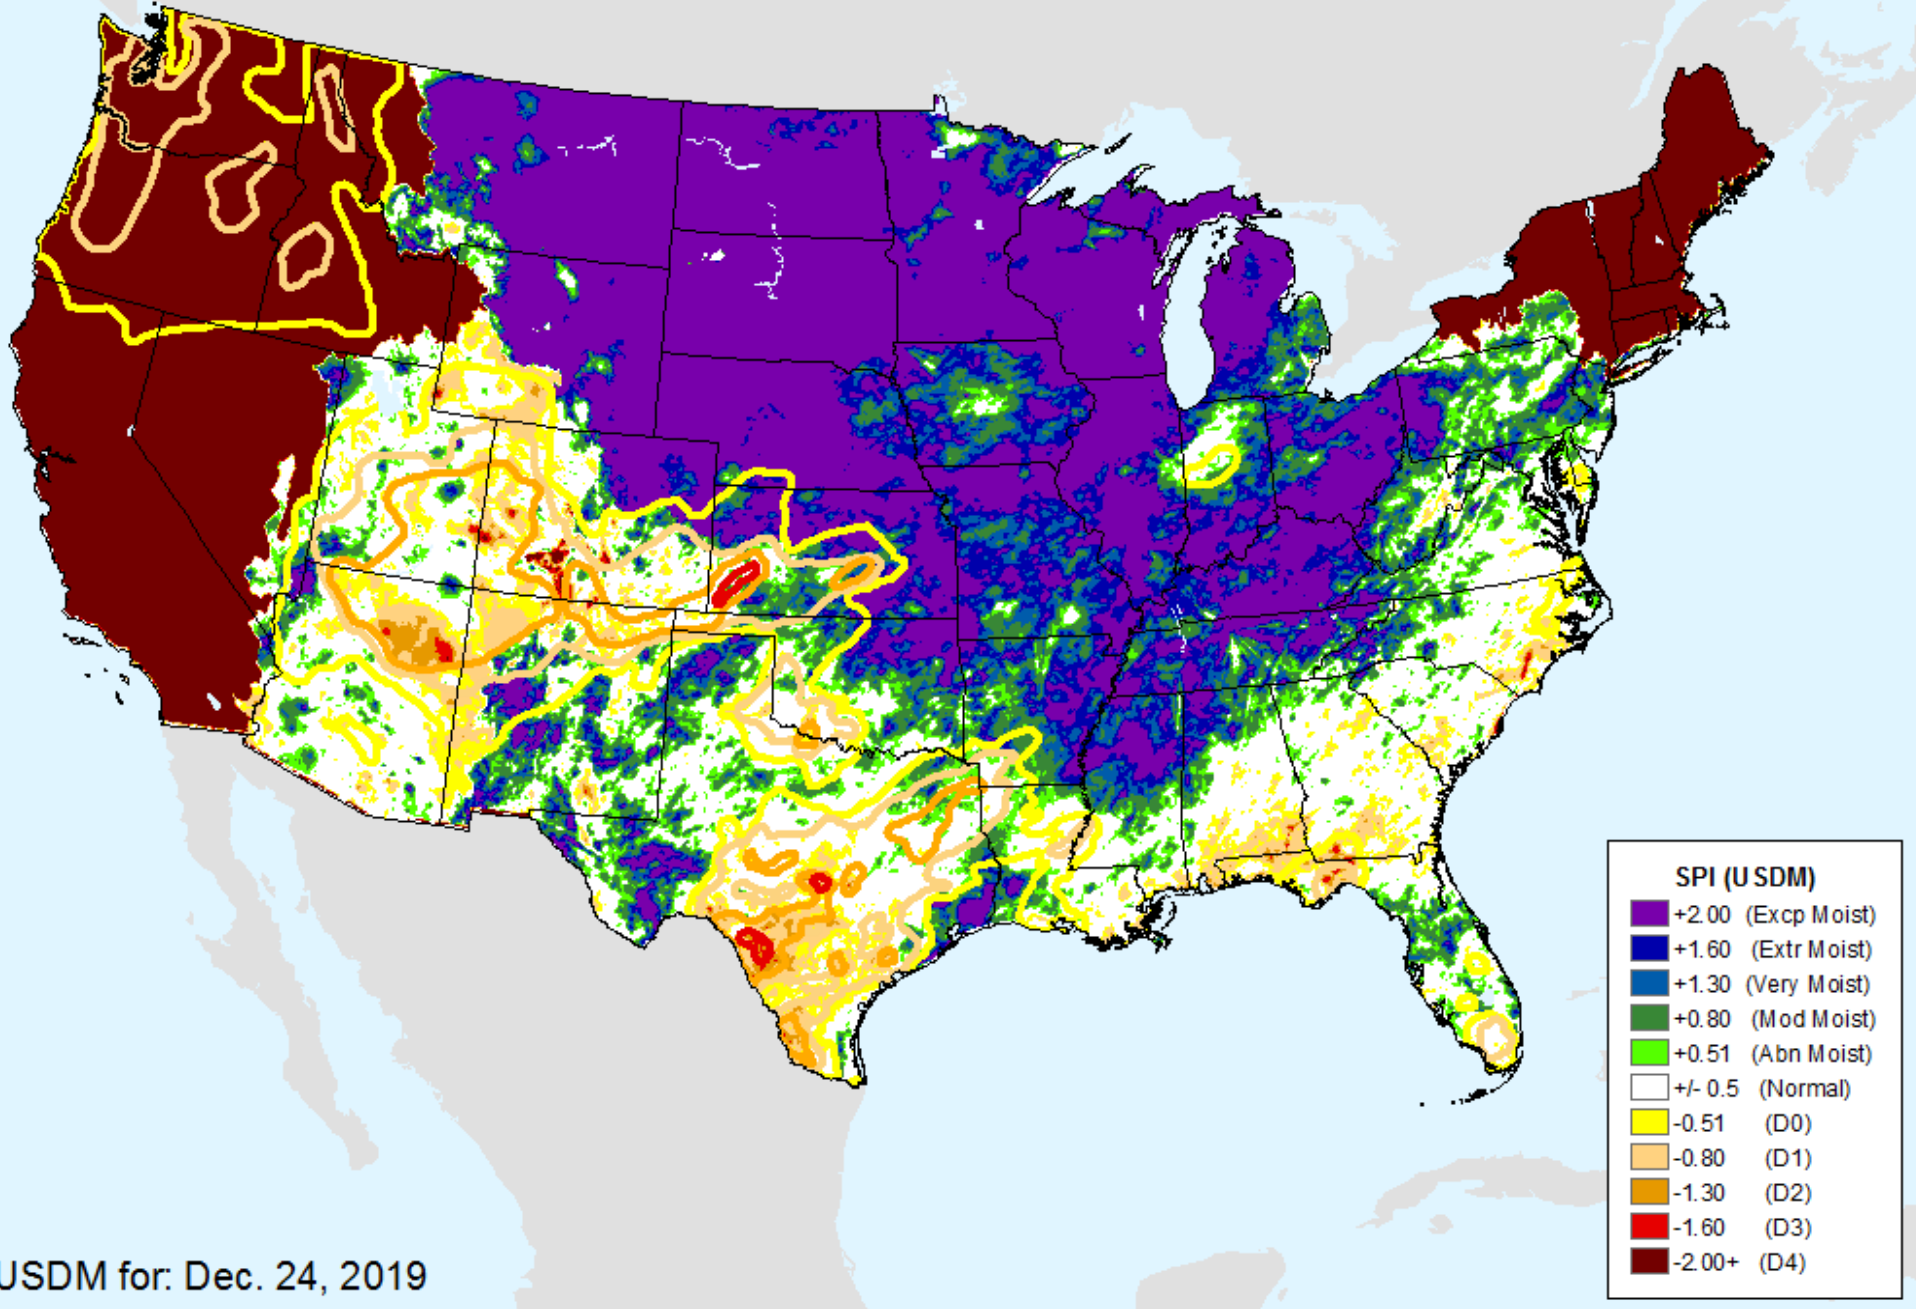 SPI (USDM)
+2.00 (Excp Moist)
+1.60 (Extr Moist)
+1.30 (Very Moist)
+0.80 (Mod Moist)
+0.51 (Abn Moist)
+/- 0.5 (Normal)
-0.51 (D0)
-0.80 (D1)
-1.30 (D2)
-1.60 (D3)
-2.00+ (D4)
USDM for: Dec. 24, 2019